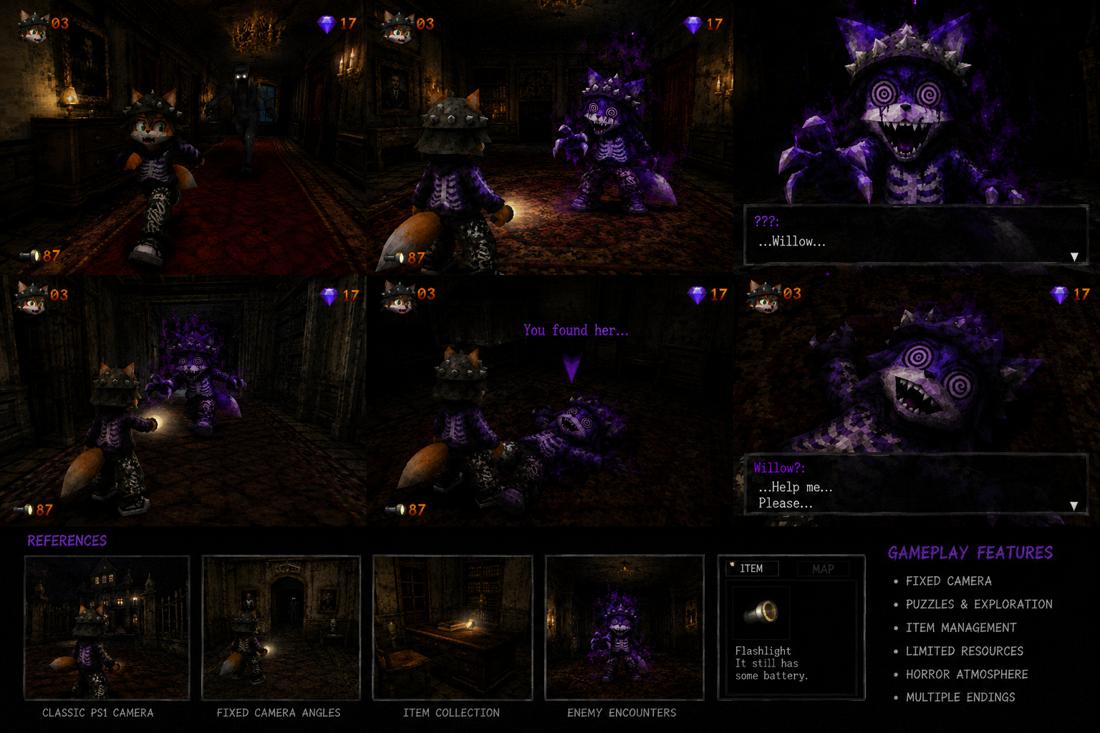 03
17
03
17
???:
...Willow...
87
87
03
17
03
17
03
17
You found her...
Willow?:
...Help me...
Please...
87
87
REFERENCES
GAMEPLAY FEATURES
ITEM
MAP
Flashlight
It still has
some battery.
• FIXED CAMERA
• PUZZLES & EXPLORATION
• ITEM MANAGEMENT
• LIMITED RESOURCES
• HORROR ATMOSPHERE
• MULTIPLE ENDINGS
CLASSIC PS1 CAMERA
FIXED CAMERA ANGLES
ITEM COLLECTION
ENEMY ENCOUNTERS